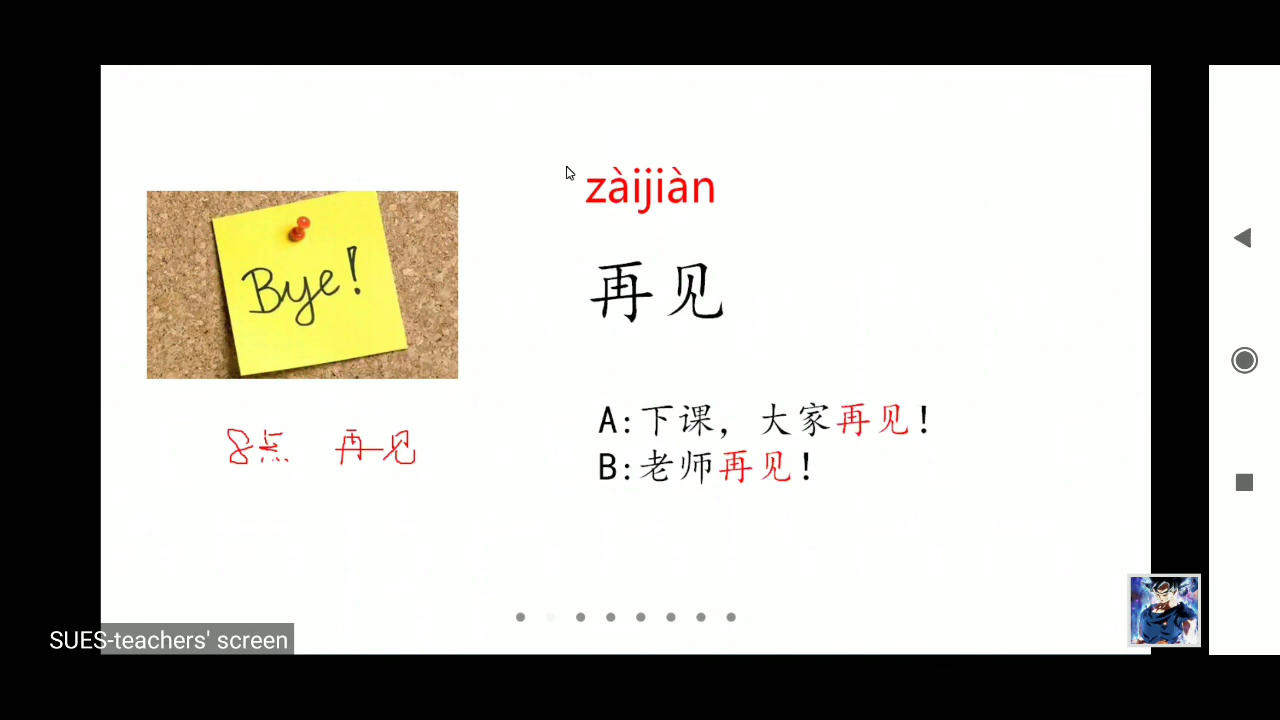 zàijiàn
Bye!
再见
8点 再见
A:下课，大家再见！
B:老师再见！
SUES-teachers' screen